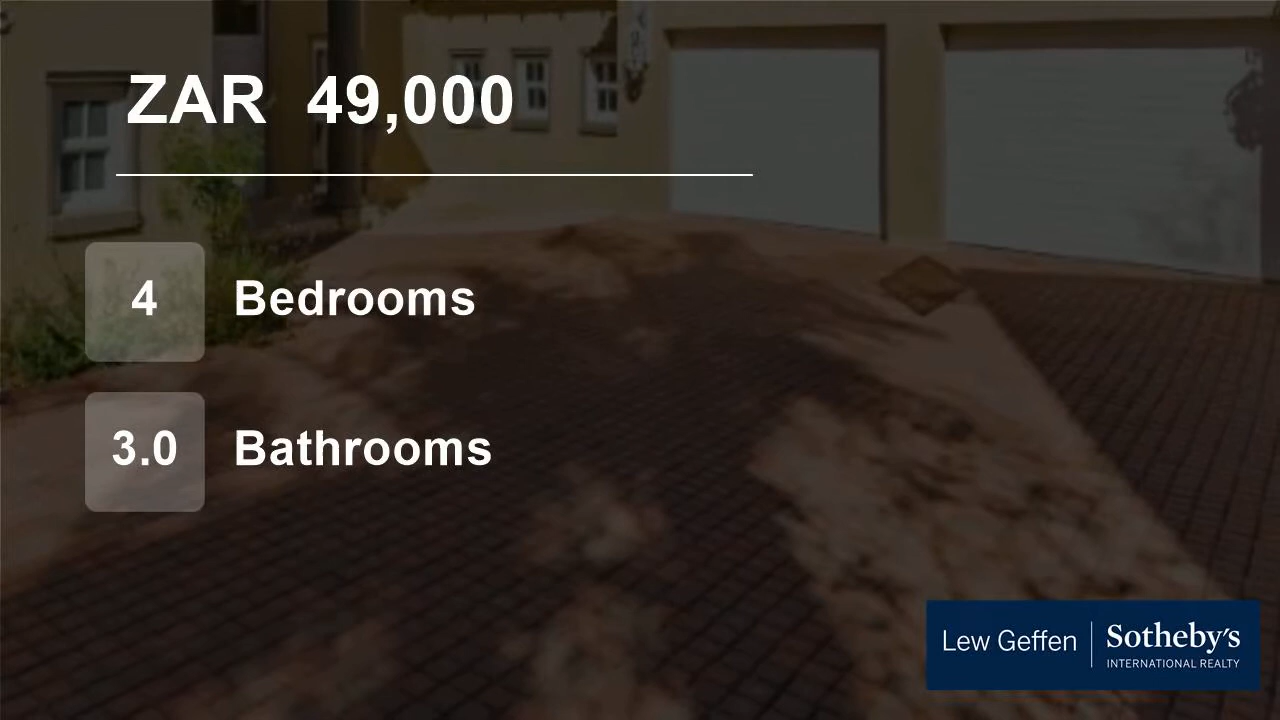 ZAR 49,000
4 Bedrooms
3.0 Bathrooms
Lew Geffen | Sotheby's
INTERNATIONAL REALTY